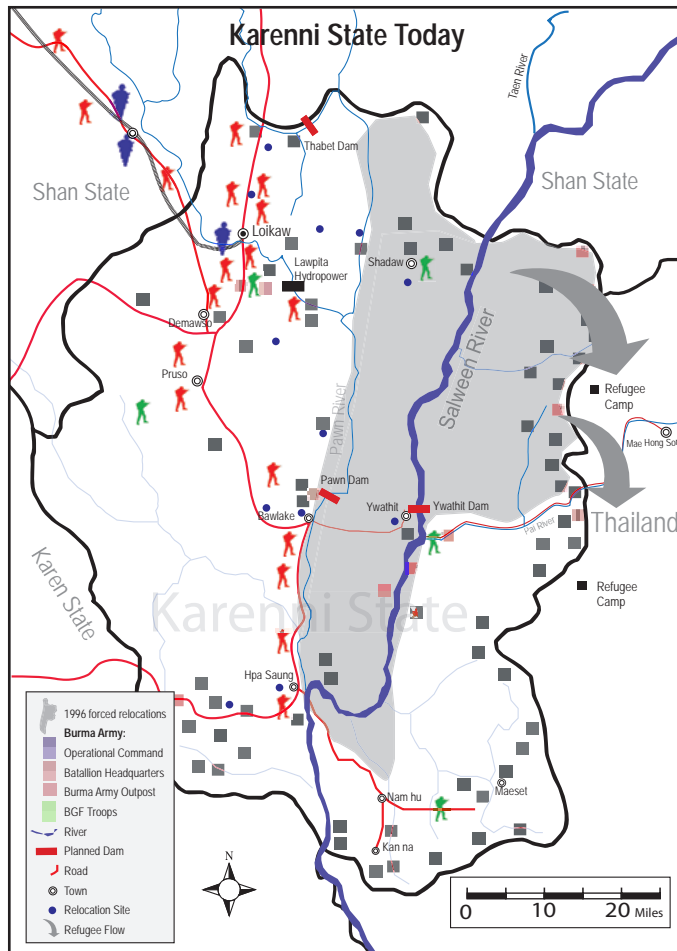 Karenni State Today
Taen River
Thabet Dam
Shan State
Shan State
Loikaw
Shadaw
Lawpita
Hydropower
Demawso
Salween River
Pruso
Pawn River
Refugee
Camp
Mae Hong Son
Pawn Dam
Ywathit
Ywathit Dam
Bawlake
Pai River
Thailand
Karen State
Karenni State
Refugee
Camp
Hpa Saung
1996 forced relocations
Burma Army:
Operational Command
Batallion Headquarters
Burma Army Outpost
BGF Troops
River
Planned Dam
Road
Town
Relocation Site
Refugee Flow
Nam hu
Maeset
Kan na
N
0 10 20 Miles